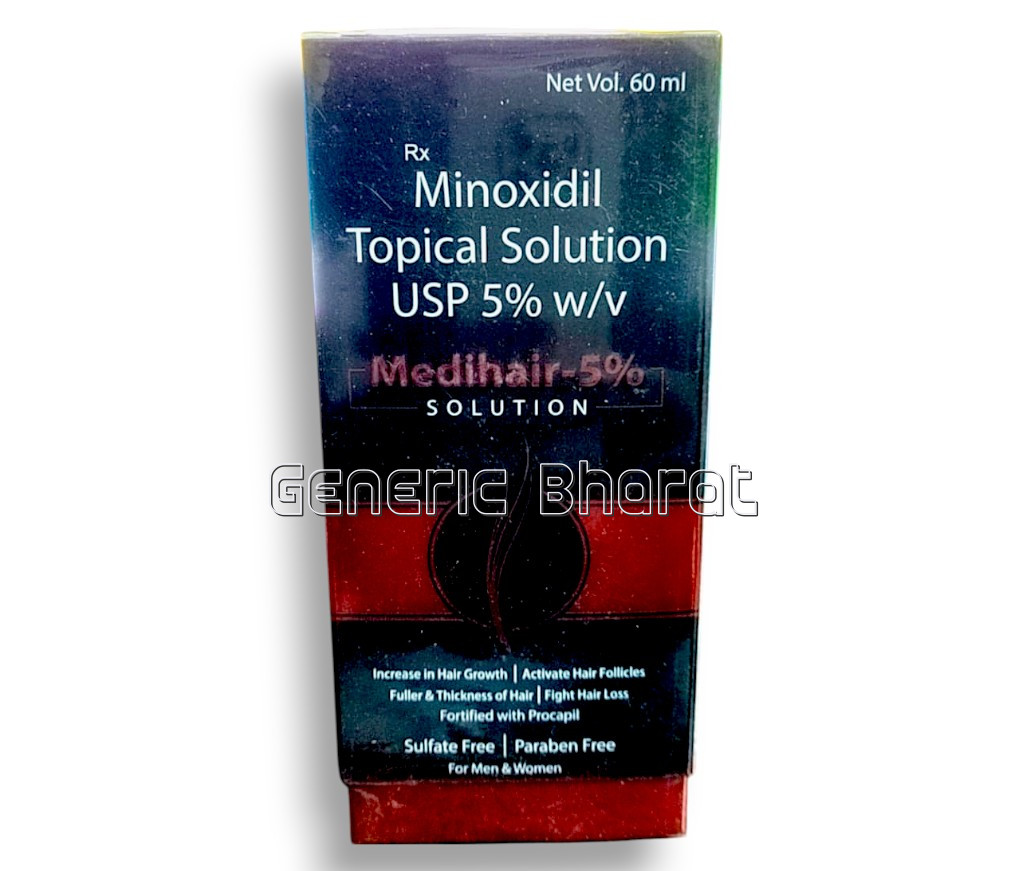 Net Vol. 60 ml
Rx
Minoxidil
Topical Solution
USP 5% w/v
Medihair-5%
SOLUTION
Generic Bharat
Increase in Hair Growth | Activate Hair Follicles
Fuller & Thickness of Hair | Fight Hair Loss
Fortified with Procapil
Sulfate Free | Paraben Free
For Men & Women